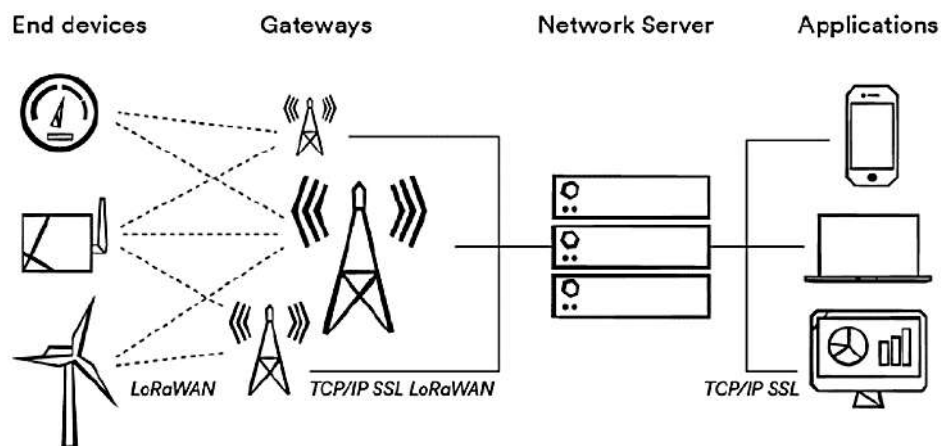 End devices
Gateways
Network Server
Applications
LoRaWAN
TCP/IP SSL LoRaWAN
TCP/IP SSL